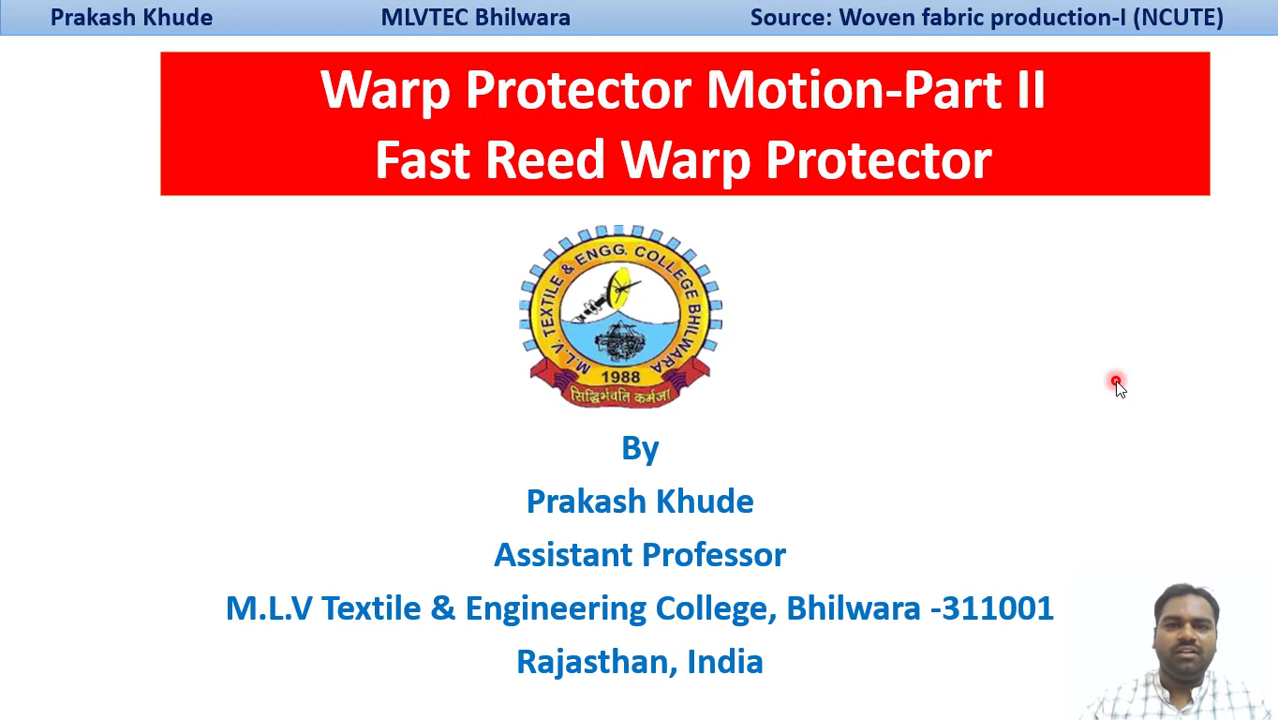 Prakash Khude MLVTEC Bhilwara Source: Woven fabric production-I (NCUTE)
Warp Protector Motion-Part II
Fast Reed Warp Protector
M.L.V. TEXTILE & ENGG. COLLEGE BHILWARA
1988
सिद्धिर्भवति कर्मजा
By
Prakash Khude
Assistant Professor
M.L.V Textile & Engineering College, Bhilwara -311001
Rajasthan, India